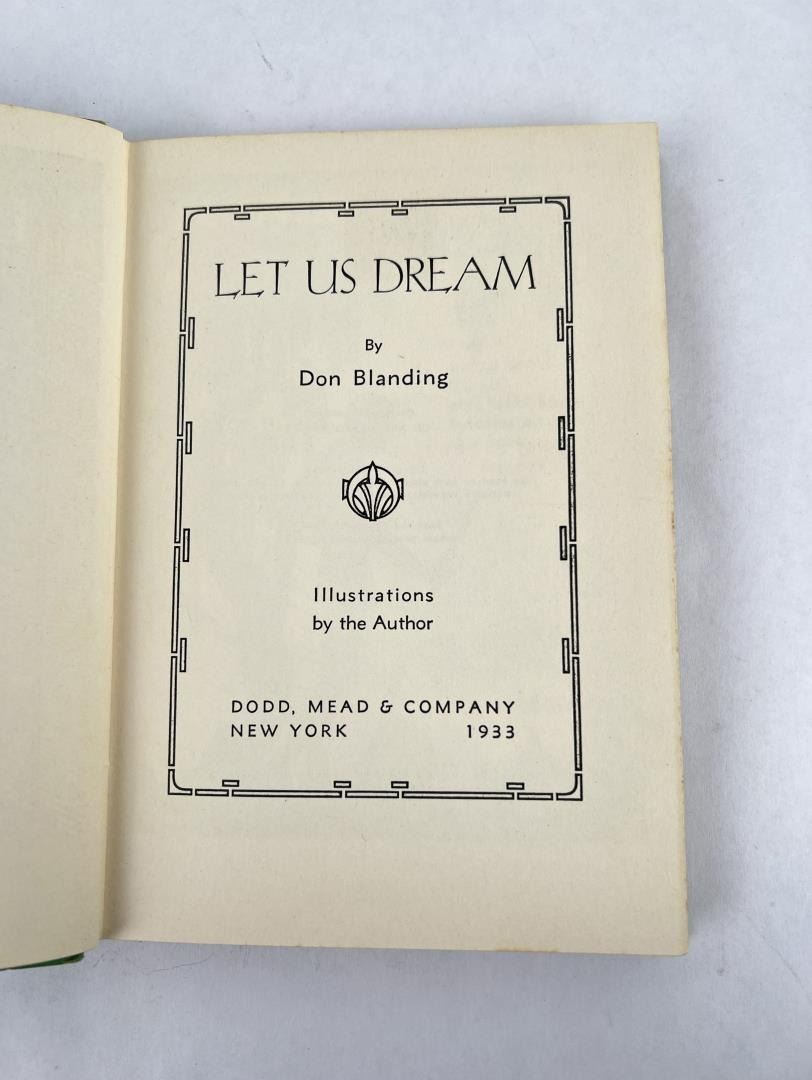 LET US DREAM
By
Don Blanding
Illustrations
by the Author
DODD, MEAD & COMPANY
NEW YORK 1933